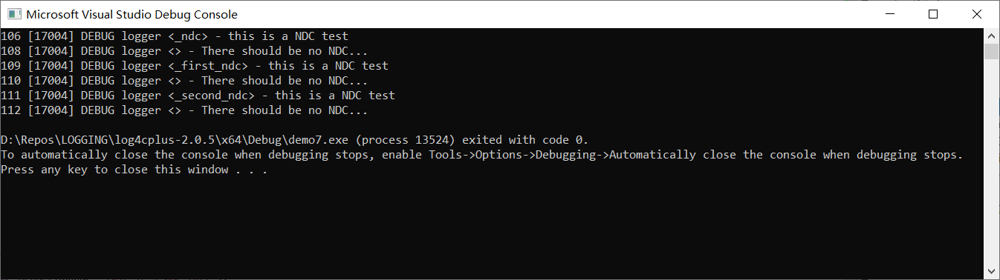 Microsoft Visual Studio Debug Console
106 [17004] DEBUG logger <_ndc> - this is a NDC test
108 [17004] DEBUG logger <> - There should be no NDC...
109 [17004] DEBUG logger <_first_ndc> - this is a NDC test
110 [17004] DEBUG logger <> - There should be no NDC...
111 [17004] DEBUG logger <_second_ndc> - this is a NDC test
112 [17004] DEBUG logger <> - There should be no NDC...
D:\Repos\LOGGING\log4cplus-2.0.5\x64\Debug\demo7.exe (process 13524) exited with code 0.
To automatically close the console when debugging stops, enable Tools->Options->Debugging->Automatically close the console when debugging stops.
Press any key to close this window . . .